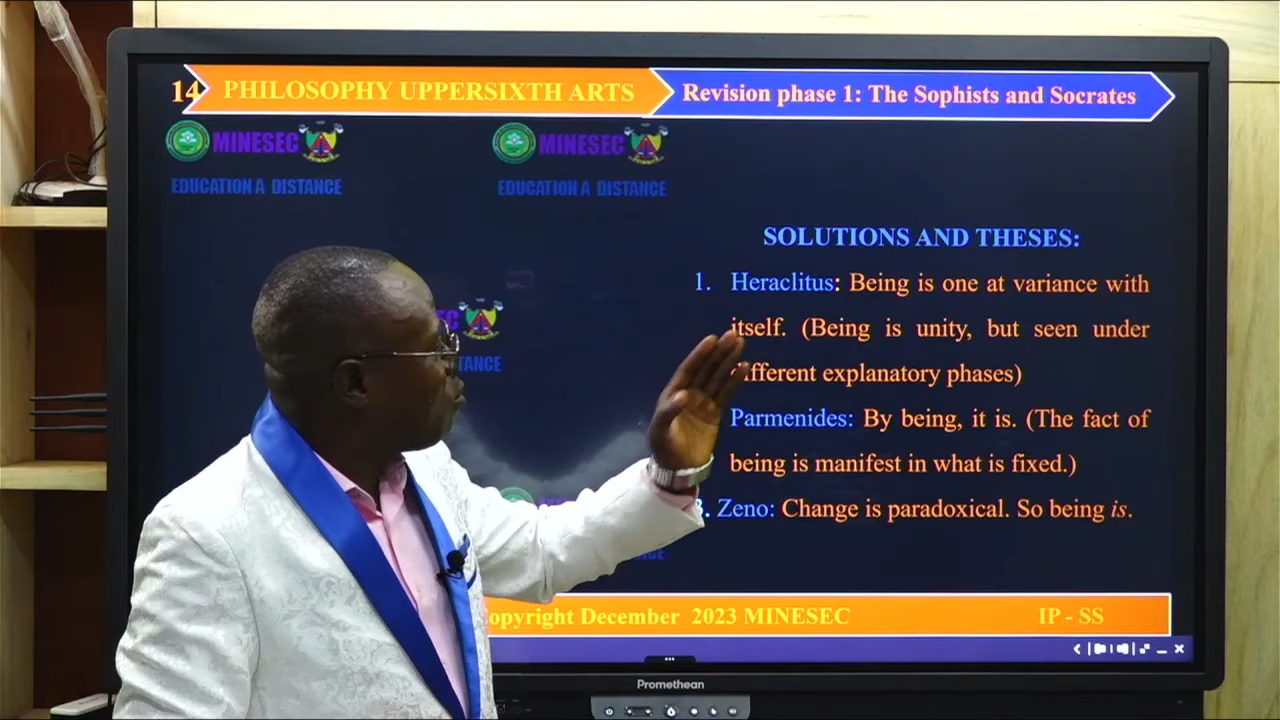 14 PHILOSOPHY UPPERSIXTH ARTS Revision phase 1: The Sophists and Socrates
MINESEC MINESEC
EDUCATION A DISTANCE EDUCATION A DISTANCE
SOLUTIONS AND THESES:
1. Heraclitus: Being is one at variance with
itself. (Being is unity, but seen under
explanatory phases)
Parmenides: By being, it is. (The fact of
being is manifest in what is fixed.)
Zeno: Change is paradoxical. So being is.
Copyright December 2023 MINESEC IP - SS
Promethean